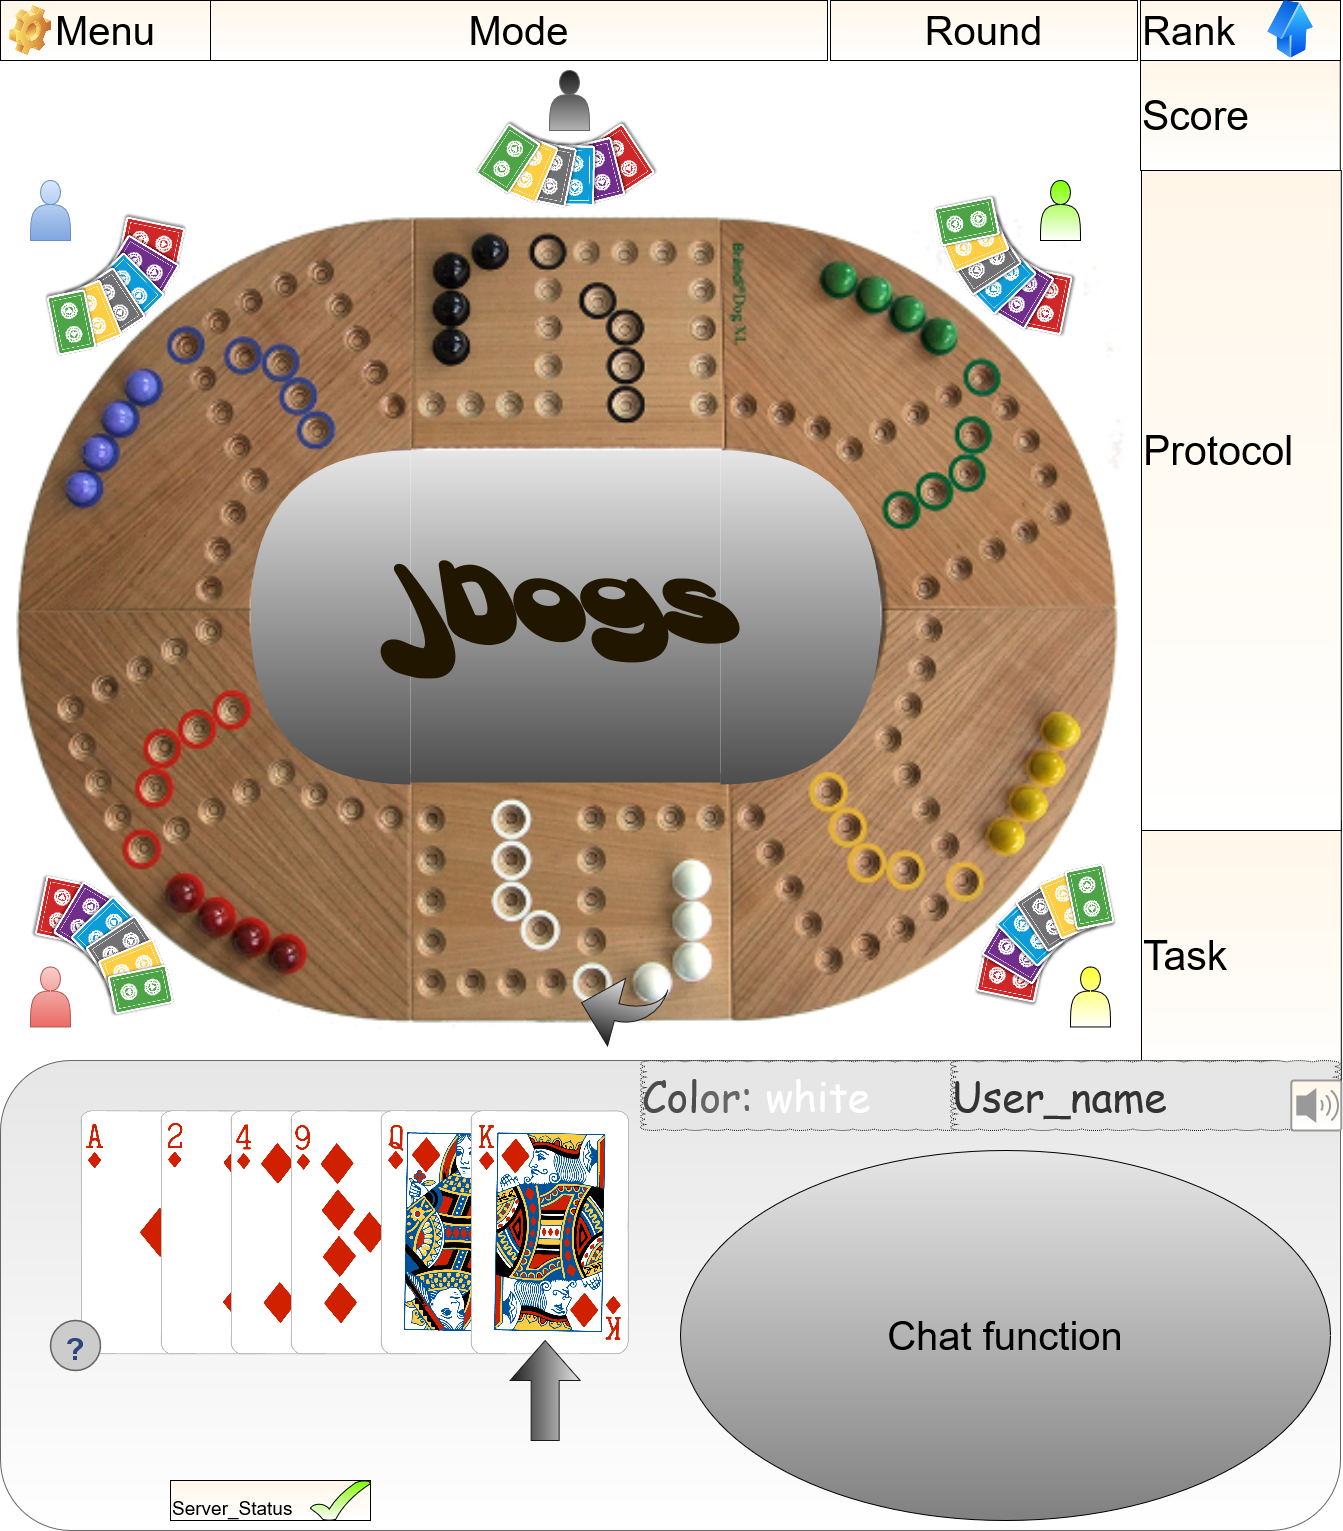 Menu
Mode
Round
Rank
Score
Brändi®Dog XL
Protocol
JDogs
Task
Color: white
User_name
A
2
4
9
Q
K
K
?
Chat function
Server_Status